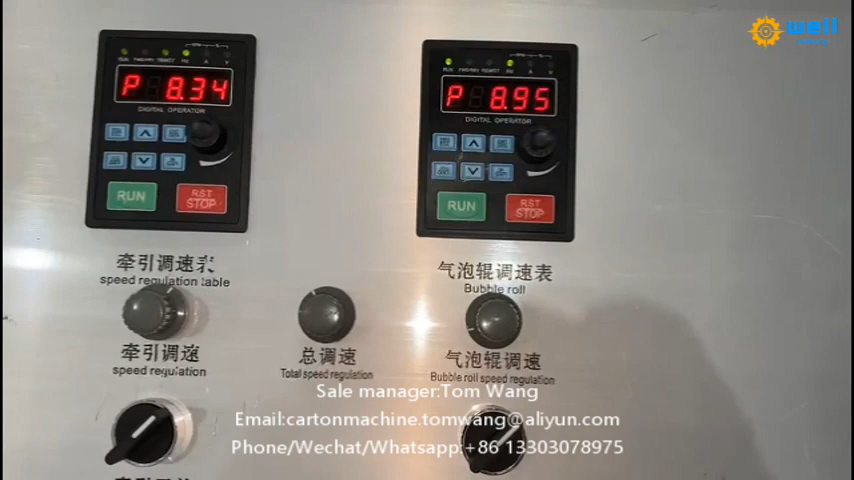 well
P 8.34
DIGITAL OPERATOR
RUN
RST
STOP
P 8.95
DIGITAL OPERATOR
RUN
RST
STOP
牵引调速表
speed regulation table
气泡辊调速表
Bubble roll
牵引调速
speed regulation
总调速
Total speed regulation
气泡辊调速
Bubble roll speed regulation
Sale manager:Tom Wang
Email:cartonmachine.tomwang@aliyun.com
Phone/Wechat/Whatsapp:+86 13303078975